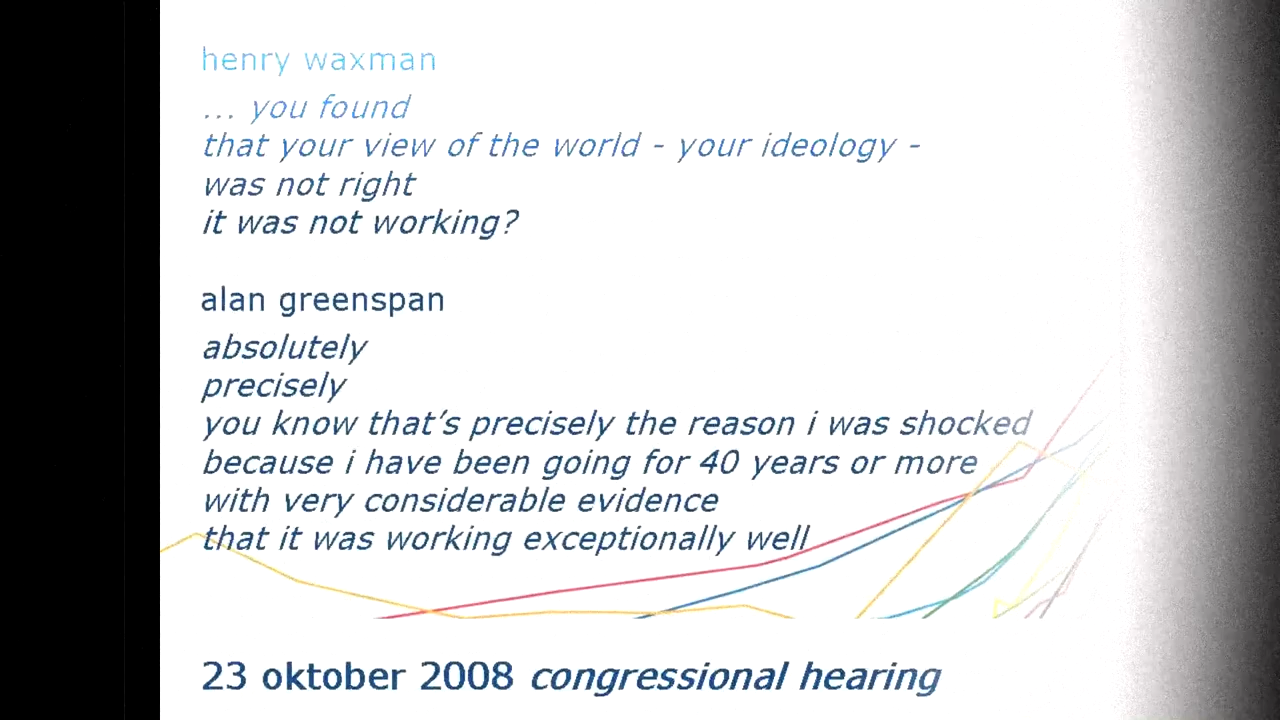 henry waxman
... you found
that your view of the world - your ideology -
was not right
it was not working?
alan greenspan
absolutely
precisely
you know that's precisely the reason i was shocked
because i have been going for 40 years or more
with very considerable evidence
that it was working exceptionally well
23 oktober 2008 congressional hearing